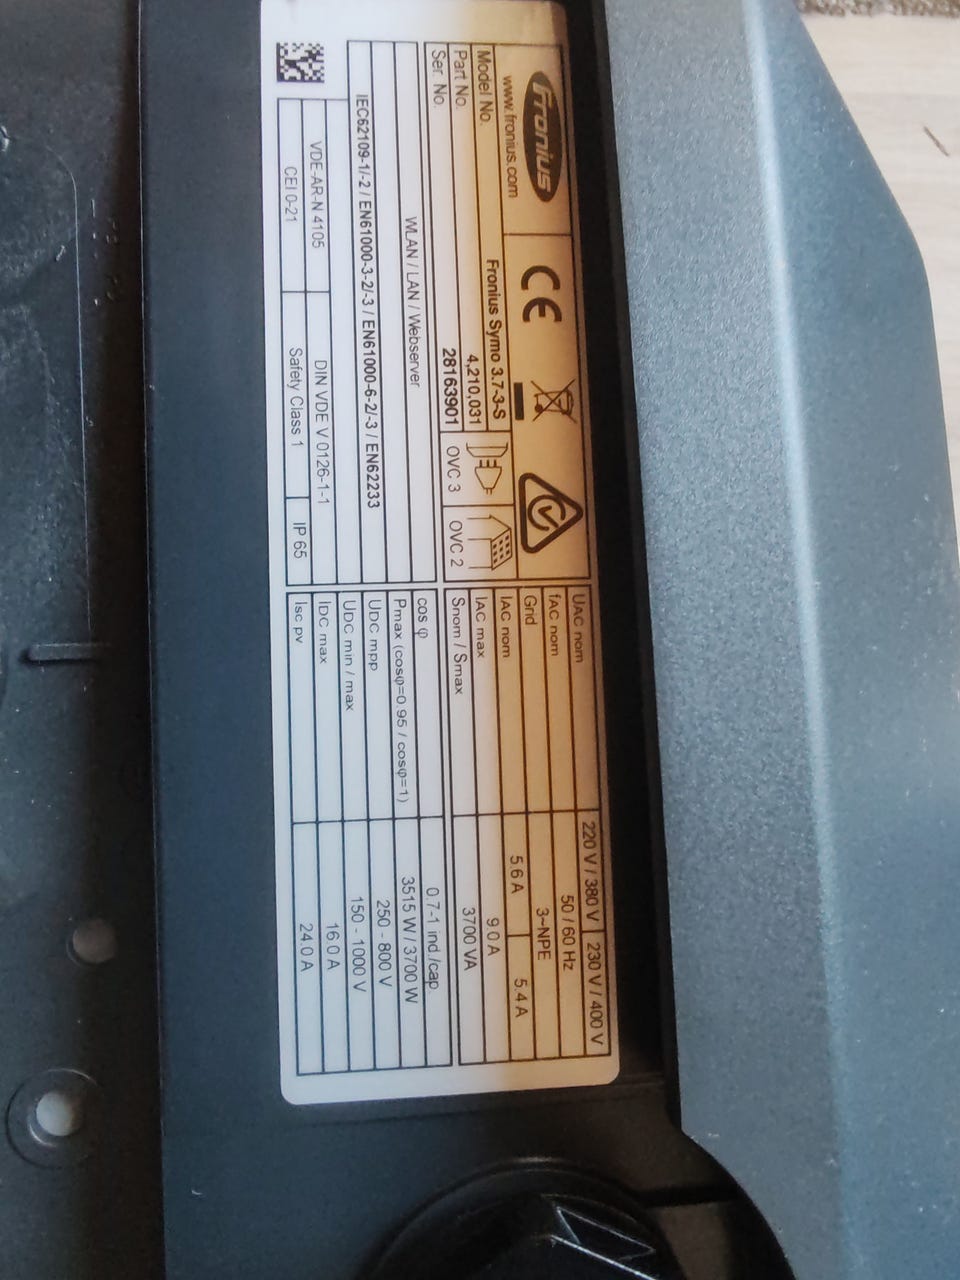 Fronius
www.fronius.com
CE
Model No. Fronius Symo 3.7-3-S
Part No. 4,210,031
Ser. No. 28163901
OVC 3 OVC 2
WLAN / LAN / Webserver
IEC62109-1/-2 / EN61000-3-2/-3 / EN61000-6-2/-3 / EN62233
VDE-AR-N 4105 DIN VDE V 0126-1-1
CEI 0-21 Safety Class 1 IP 65
UAC nom 220 V / 380 V 230 V / 400 V
fAC nom 50 / 60 Hz
Grid 3~NPE
IAC nom 5.6 A 5.4 A
IAC max 9.0 A
Snom / Smax 3700 VA
cos φ 0.7-1 ind./cap.
Pmax (cosφ=0.95 / cosφ=1) 3515 W / 3700 W
UDC mpp 250 - 800 V
UDC min / max 150 - 1000 V
IDC max 16.0 A
Isc pv 24.0 A